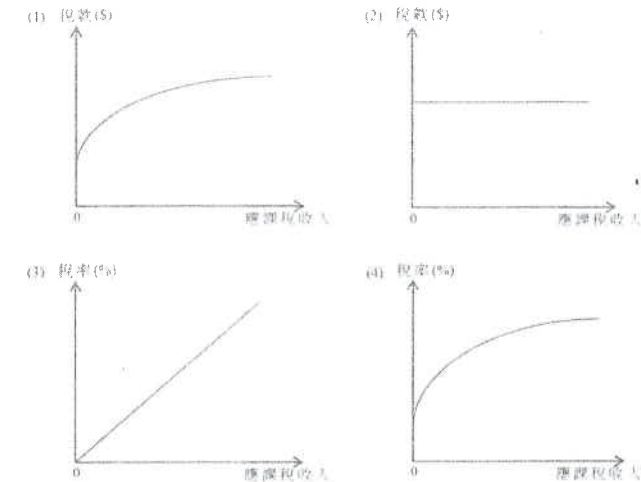 (1) 稅款($)
0
應課稅收入
(2) 稅款($)
0
應課稅收入
(3) 稅率(%)
0
應課稅收入
(4) 稅率(%)
0
應課稅收入